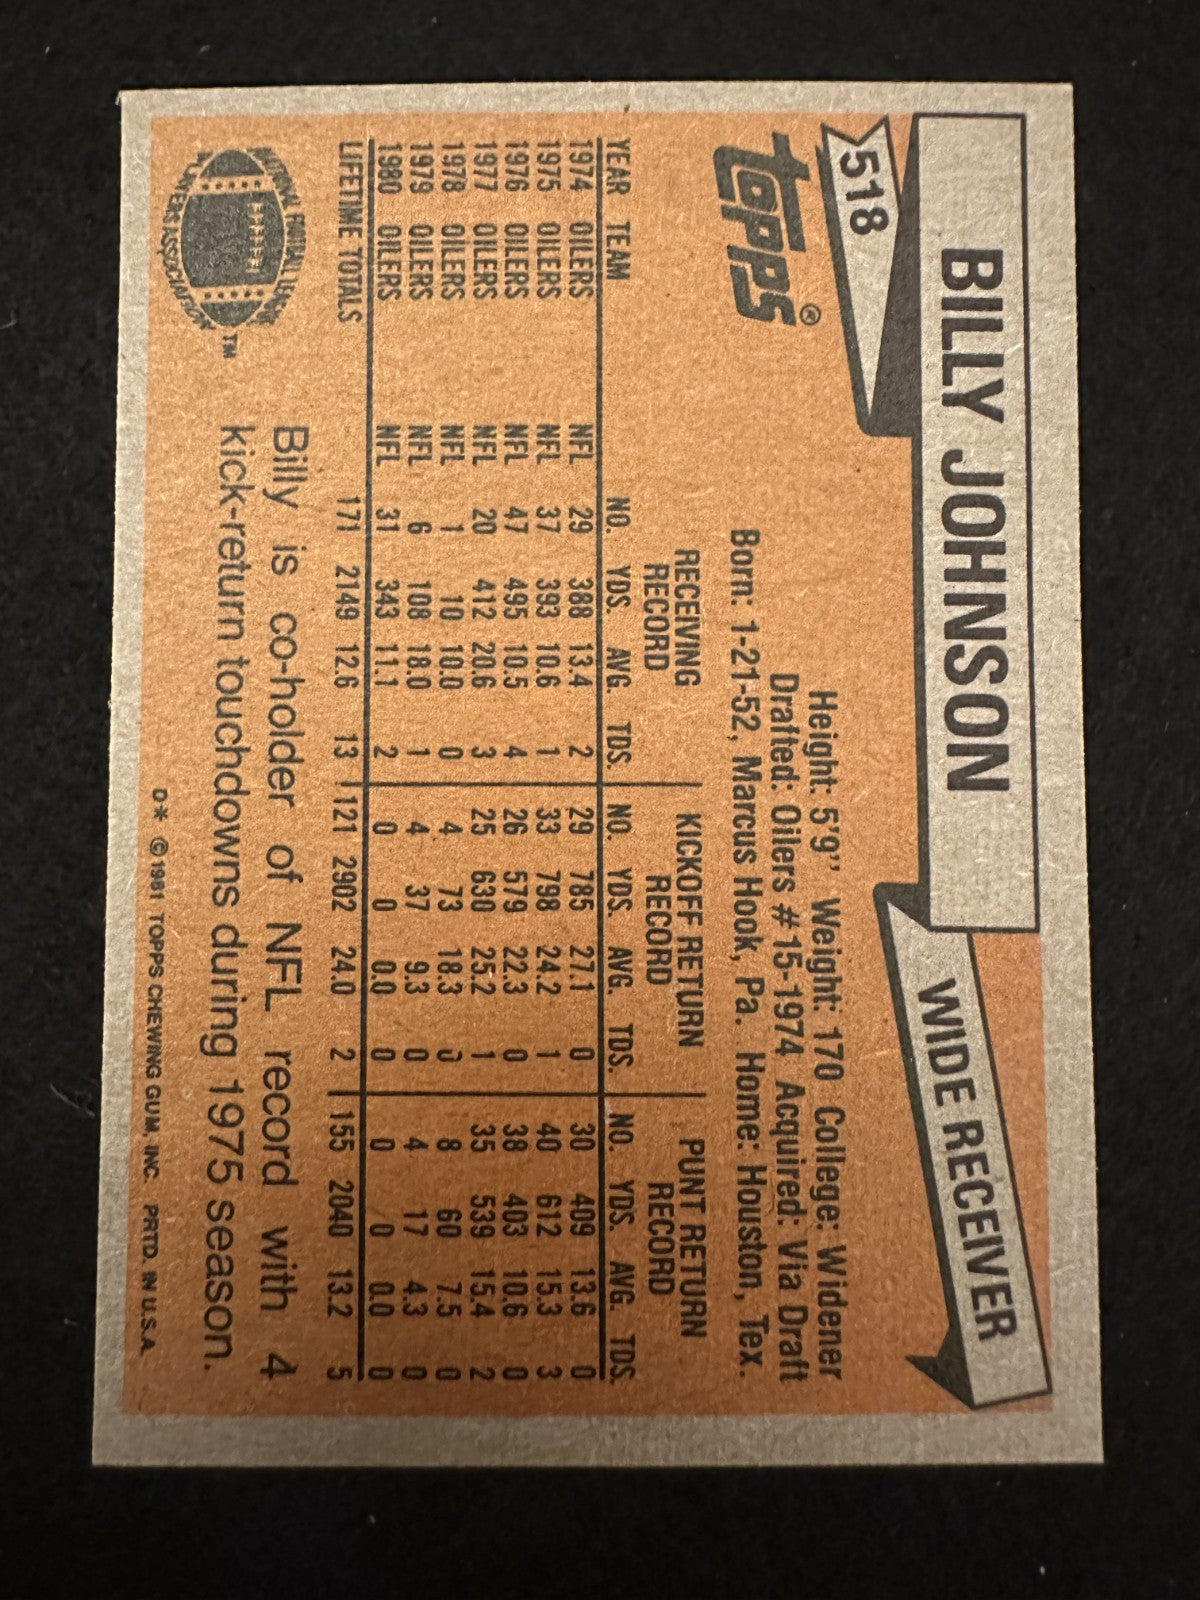 BILLY JOHNSON
WIDE RECEIVER
518
topps®
Height: 5'9" Weight: 170 College: Widener
Drafted: Oilers #15-1974 Acquired: Via Draft
Born: 1-21-52, Marcus Hook, Pa. Home: Houston, Tex.
RECEIVING RECORD KICKOFF RETURN RECORD PUNT RETURN RECORD
YEAR TEAM NO. YDS. AVG. TDS. NO. YDS. AVG. TDS. NO. YDS. AVG. TDS.
1974 OILERS NFL 29 388 13.4 2 29 785 27.1 0 30 409 13.6 0
1975 OILERS NFL 37 393 10.6 1 33 798 24.2 1 40 612 15.3 3
1976 OILERS NFL 47 495 10.5 4 26 579 22.3 0 38 403 10.6 0
1977 OILERS NFL 20 412 20.6 3 25 630 25.2 1 35 539 15.4 2
1978 OILERS NFL 1 10 10.0 0 4 73 18.3 0 8 60 7.5 0
1979 OILERS NFL 6 108 18.0 1 4 37 9.3 0 4 17 4.3 0
1980 OILERS NFL 31 343 11.1 2 0 0 0.0 0 0 0 0.0 0
LIFETIME TOTALS 171 2149 12.6 13 121 2902 24.0 2 155 2040 13.2 5
Billy is co-holder of NFL record with 4
kick-return touchdowns during 1975 season.
NATIONAL FOOTBALL LEAGUE
PLAYERS ASSOCIATION
TM
D* © 1981 TOPPS CHEWING GUM, INC. PRTD. IN U.S.A.